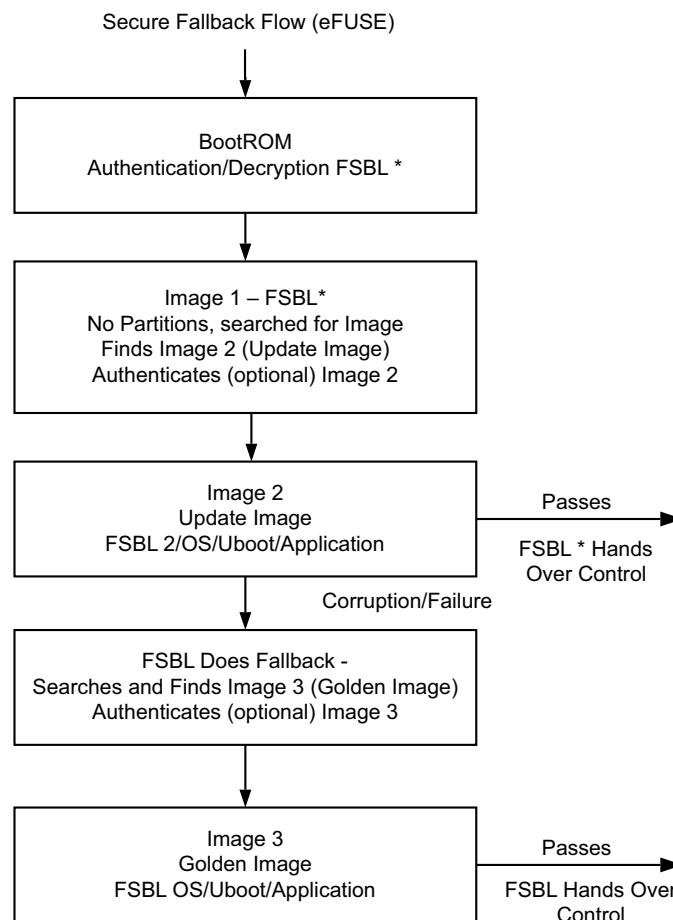 Secure Fallback Flow (eFUSE)
BootROM
Authentication/Decryption FSBL *
Image 1 – FSBL*
No Partitions, searched for Image
Finds Image 2 (Update Image)
Authenticates (optional) Image 2
Image 2
Update Image
FSBL 2/OS/Uboot/Application
Passes
FSBL * Hands
Over Control
Corruption/Failure
FSBL Does Fallback -
Searches and Finds Image 3 (Golden Image)
Authenticates (optional) Image 3
Image 3
Golden Image
FSBL OS/Uboot/Application
Passes
FSBL Hands Over
Control